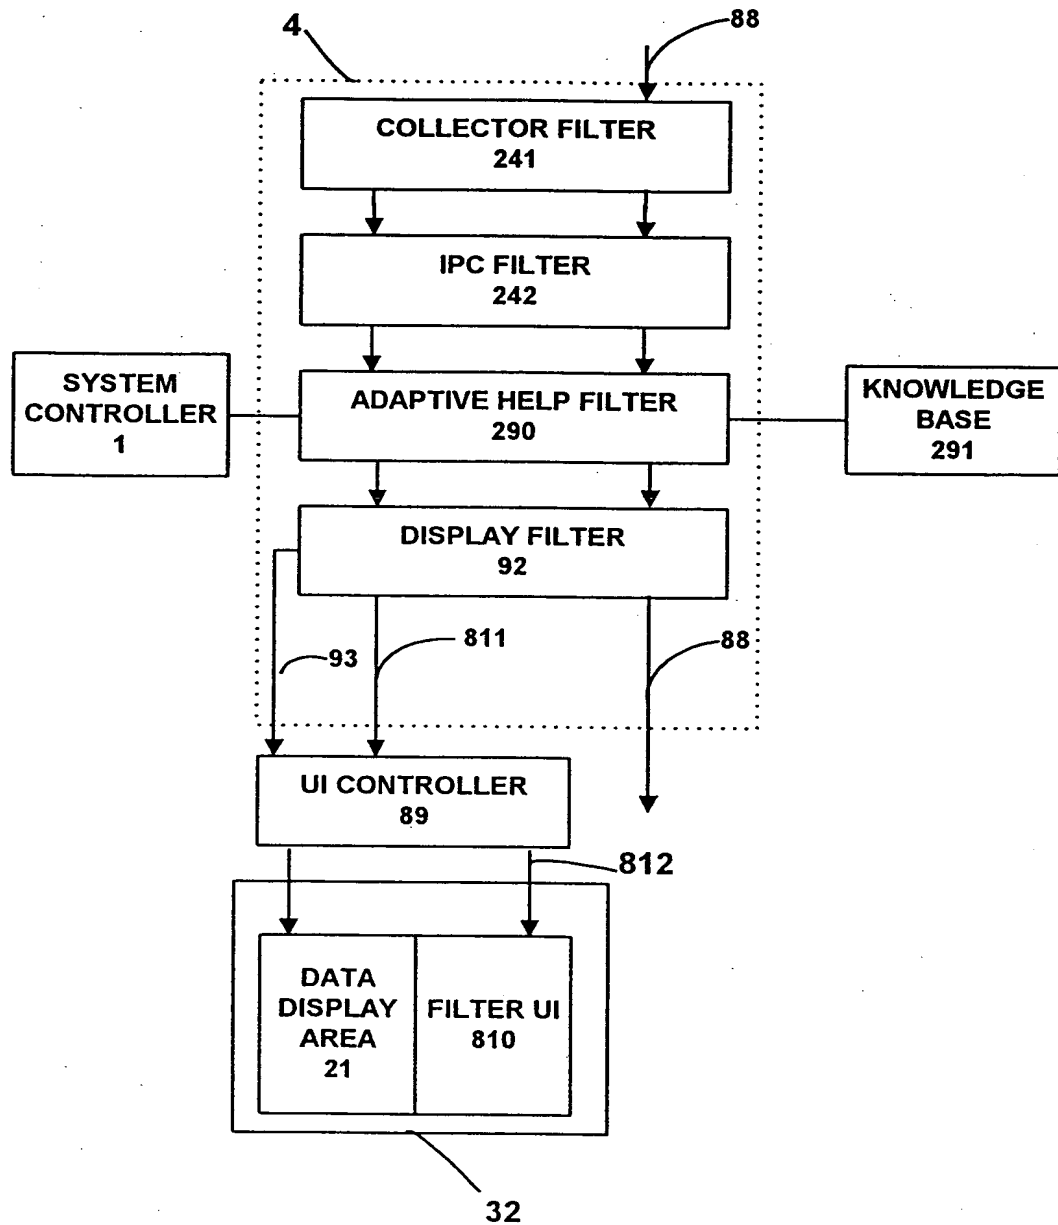 4
88
COLLECTOR FILTER
241
IPC FILTER
242
SYSTEM
CONTROLLER
1
ADAPTIVE HELP FILTER
290
KNOWLEDGE
BASE
291
DISPLAY FILTER
92
93
811
88
UI CONTROLLER
89
812
DATA
DISPLAY
AREA
21
FILTER UI
810
32